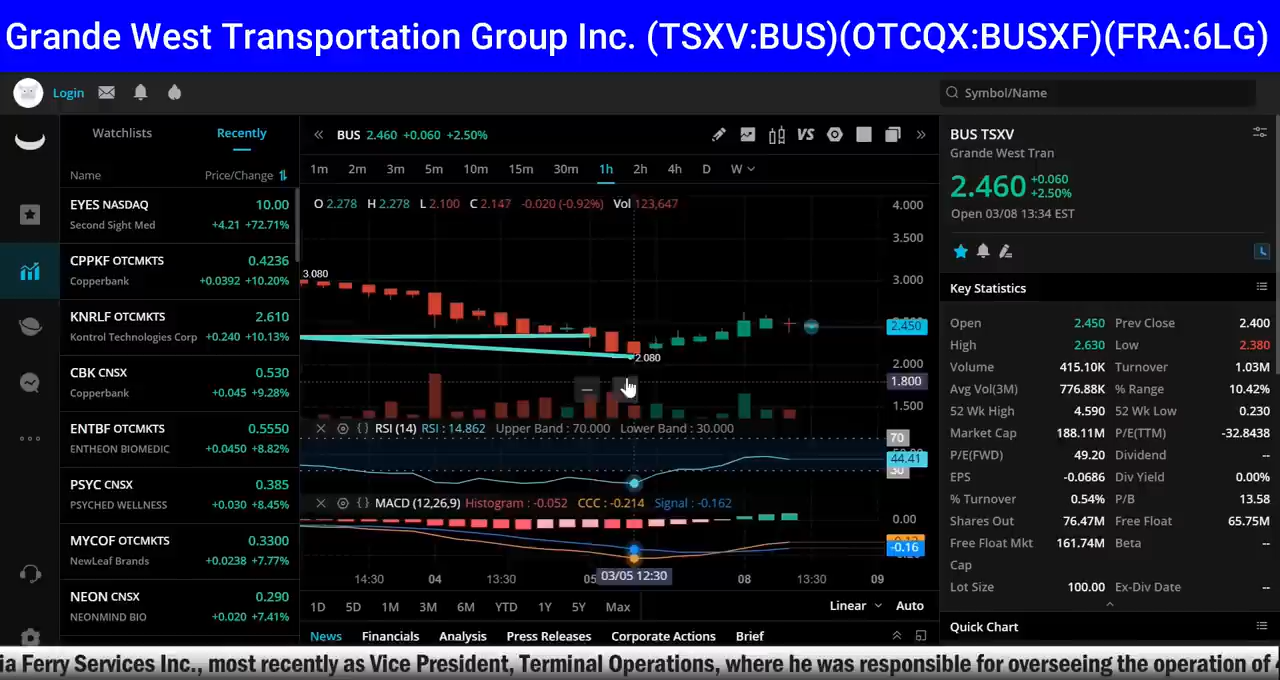 Grande West Transportation Group Inc. (TSXV:BUS)(OTCQX:BUSXF)(FRA:6LG)
Login
Symbol/Name
Watchlists Recently
Name Price/Change
EYES NASDAQ 10.00
Second Sight Med +4.21 +72.71%
CPPKF OTCMKTS 0.4236
Copperbank +0.0392 +10.20%
KNRLF OTCMKTS 2.610
Kontrol Technologies Corp +0.240 +10.13%
CBK CNSX 0.530
Copperbank +0.045 +9.28%
ENTBF OTCMKTS 0.5550
ENTHEON BIOMEDIC +0.0450 +8.82%
PSYC CNSX 0.385
PSYCHED WELLNESS +0.030 +8.45%
MYCOF OTCMKTS 0.3300
NewLeaf Brands +0.0238 +7.77%
NEON CNSX 0.290
NEONMIND BIO +0.020 +7.41%
BUS 2.460 +0.060 +2.50%
VS
1m 2m 3m 5m 10m 15m 30m 1h 2h 4h D W
O 2.278 H 2.278 L 2.100 C 2.147 -0.020 (-0.92%) Vol 123,647
4.000
3.500
3.080
3.000
2.450
2.080
2.000
1.800
1.500
RSI (14) RSI : 14.862 Upper Band : 70.000 Lower Band : 30.000
70
44.41
30
MACD (12,26,9) Histogram : -0.052 CCC : -0.214 Signal : -0.162
0.00
-0.16
14:30 04 13:30 05 03/05 12:30 08 13:30 09
1D 5D 1M 3M 6M YTD 1Y 5Y Max Linear Auto
News Financials Analysis Press Releases Corporate Actions Brief
BUS TSXV
Grande West Tran
2.460 +0.060
+2.50%
Open 03/08 13:34 EST
Key Statistics
Open 2.450 Prev Close 2.400
High 2.630 Low 2.380
Volume 415.10K Turnover 1.03M
Avg Vol(3M) 776.88K % Range 10.42%
52 Wk High 4.590 52 Wk Low 0.230
Market Cap 188.11M P/E(TTM) -32.8438
P/E(FWD) 49.20 Dividend --
EPS -0.0686 Div Yield 0.00%
% Turnover 0.54% P/B 13.58
Shares Out 76.47M Free Float 65.75M
Free Float Mkt Cap 161.74M Beta --
Lot Size 100.00 Ex-Div Date --
Quick Chart
ia Ferry Services Inc., most recently as Vice President, Terminal Operations, where he was responsible for overseeing the operation of